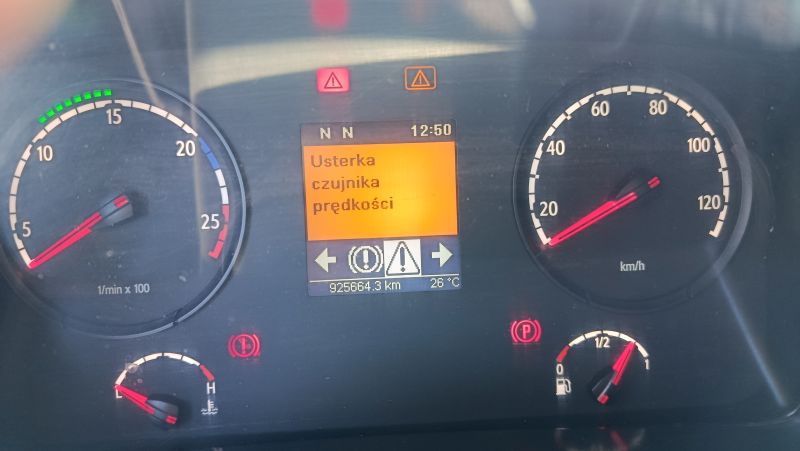 N N 12:50
Usterka
czujnika
prędkości
925664.3 km 26 °C
5
10
15
20
25
1/min x 100
20
40
60
80
100
120
km/h
H
P
0 1/2 1